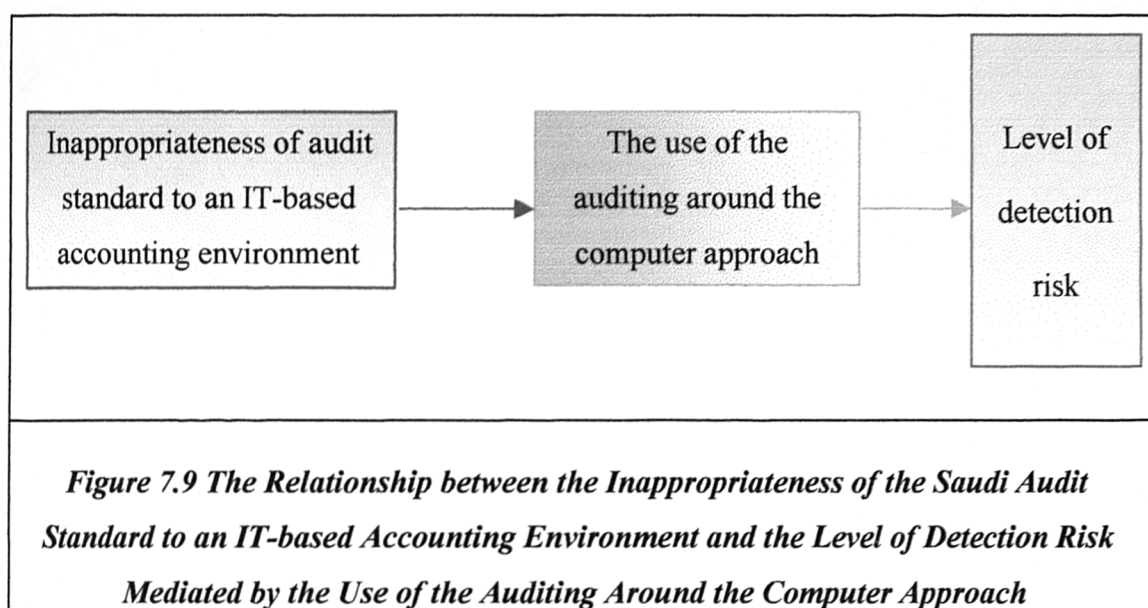 Inappropriateness of audit
standard to an IT-based
accounting environment
The use of the
auditing around the
computer approach
Level of
detection
risk
Figure 7.9 The Relationship between the Inappropriateness of the Saudi Audit
Standard to an IT-based Accounting Environment and the Level of Detection Risk
Mediated by the Use of the Auditing Around the Computer Approach